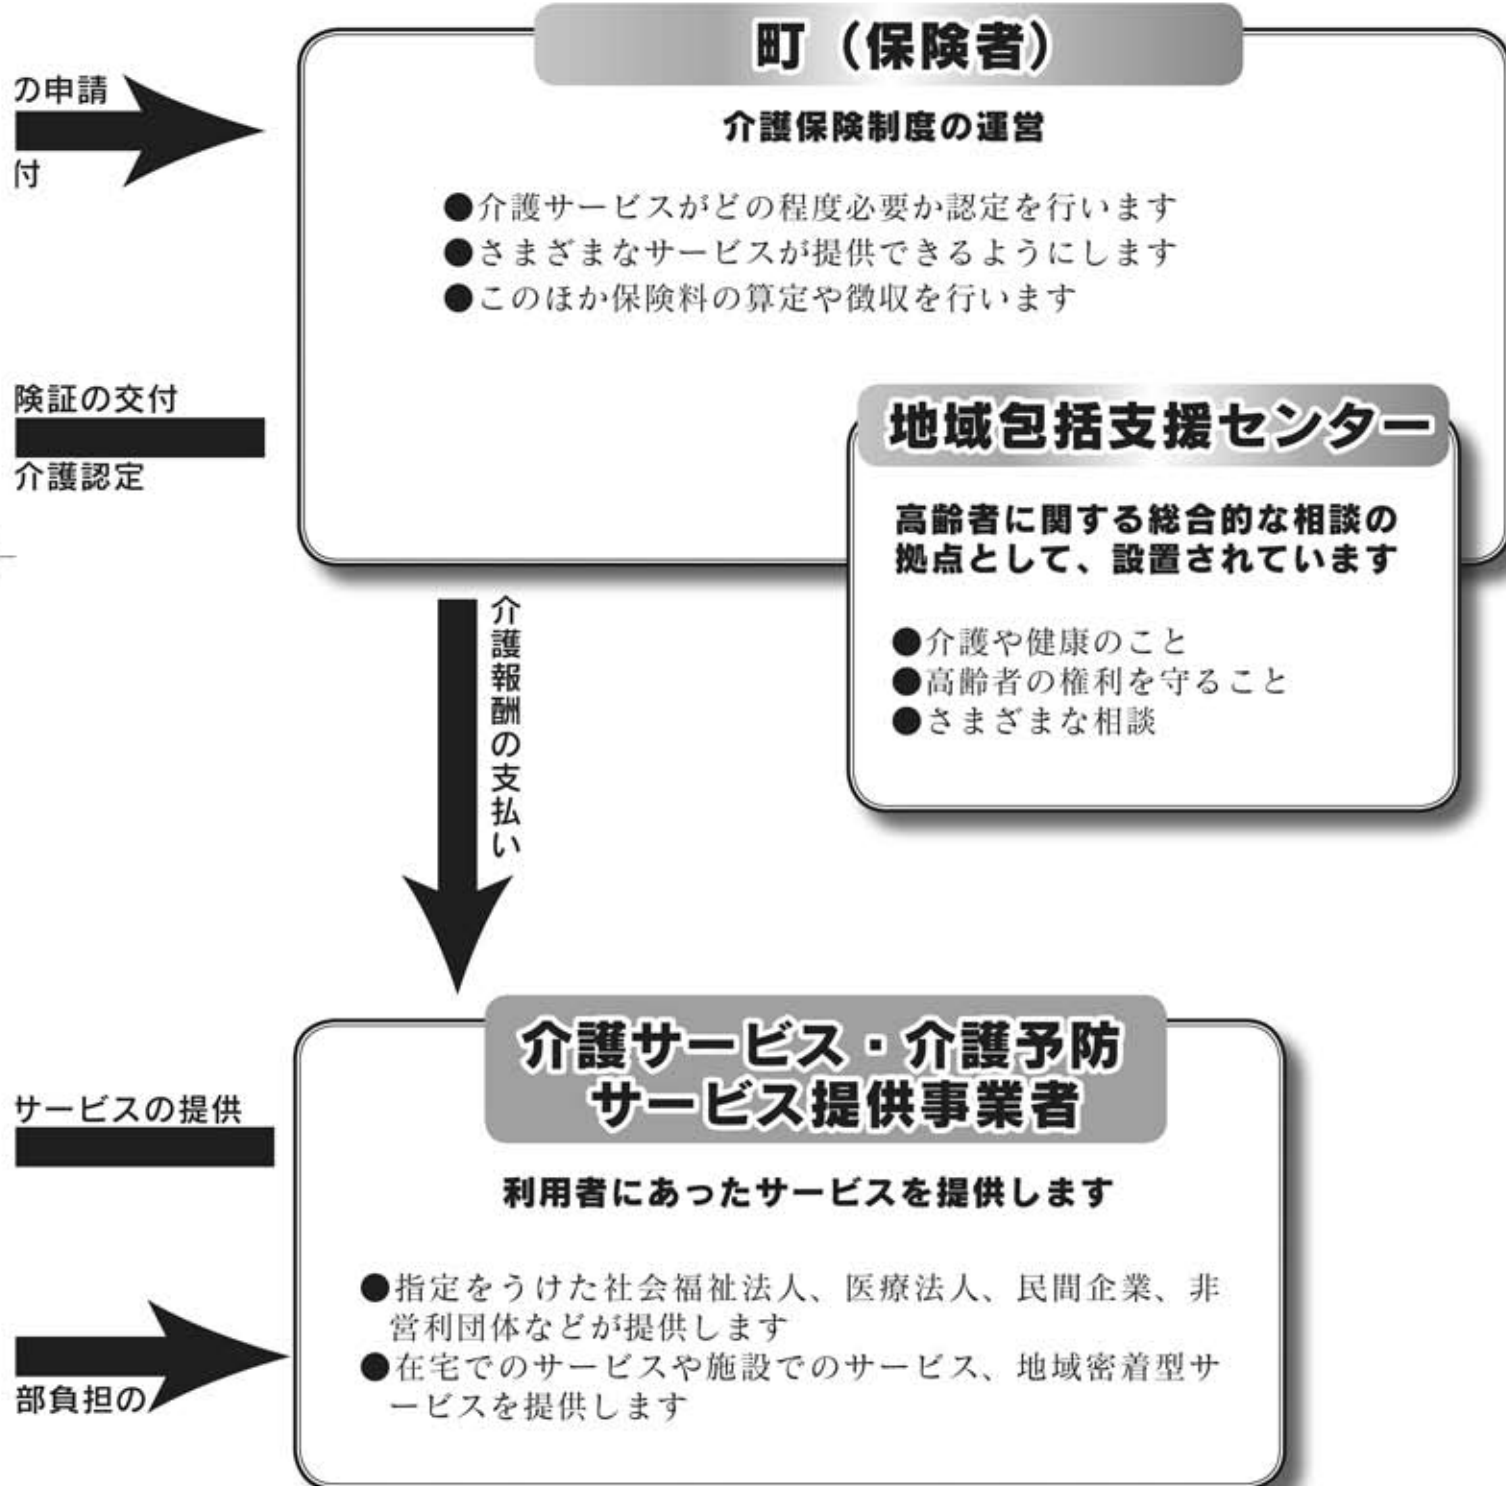 町（保険者）
介護保険制度の運営
●介護サービスがどの程度必要か認定を行います
●さまざまなサービスが提供できるようにします
●このほか保険料の算定や徴収を行います
の申請
付
険証の交付
介護認定
地域包括支援センター
高齢者に関する総合的な相談の
拠点として、設置されています
●介護や健康のこと
●高齢者の権利を守ること
●さまざまな相談
介護報酬の支払い
介護サービス・介護予防
サービス提供事業者
利用者にあったサービスを提供します
●指定をうけた社会福祉法人、医療法人、民間企業、非
営利団体などが提供します
●在宅でのサービスや施設でのサービス、地域密着型サ
ービスを提供します
サービスの提供
部負担の